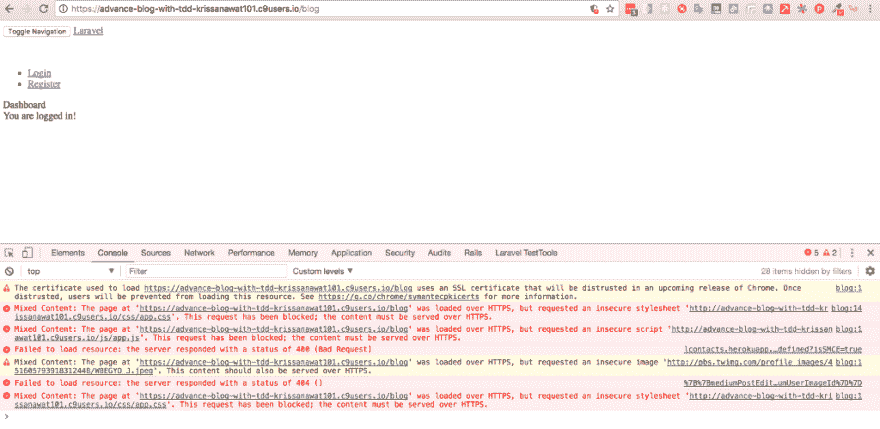 https://advance-blog-with-tdd-krissanawat101.c9users.io/blog
Toggle Navigation Laravel
Login
Register
Dashboard
You are logged in!
Elements Console Sources Network Performance Memory Application Security Audits Rails Laravel TestTools 5 2
top Filter Custom levels 28 items hidden by filters
The certificate used to load https://advance-blog-with-tdd-krissanawat101.c9users.io/blog uses an SSL certificate that will be distrusted in an upcoming release of Chrome. Once blog:1
distrusted, users will be prevented from loading this resource. See https://g.co/chrome/symantecpkicerts for more information.
Mixed Content: The page at 'https://advance-blog-with-tdd-krissanawat101.c9users.io/blog' was loaded over HTTPS, but requested an insecure stylesheet 'http://advance-blog-with-tdd-kr blog:14
issanawat101.c9users.io/css/app.css'. This request has been blocked; the content must be served over HTTPS.
Mixed Content: The page at 'https://advance-blog-with-tdd-krissanawat101.c9users.io/blog' was loaded over HTTPS, but requested an insecure script 'http://advance-blog-with-tdd-krissan blog:1
awat101.c9users.io/js/app.js'. This request has been blocked; the content must be served over HTTPS.
Failed to load resource: the server responded with a status of 400 (Bad Request) lcontacts.herokuapp.…defined?isSMCE=true
Mixed Content: The page at 'https://advance-blog-with-tdd-krissanawat101.c9users.io/blog' was loaded over HTTPS, but requested an insecure image 'http://pbs.twimg.com/profile_images/4 blog:1
This content should also be served over HTTPS.
Failed to load resource: the server responded with a status of 404 () %7B%7BmediumPostEdit…umUserImageId%7D%7D
Mixed Content: The page at 'https://advance-blog-with-tdd-krissanawat101.c9users.io/blog' was loaded over HTTPS, but requested an insecure stylesheet 'http://advance-blog-with-tdd-kri blog:1
ssanawat101.c9users.io/css/app.css'. This request has been blocked; the content must be served over HTTPS.